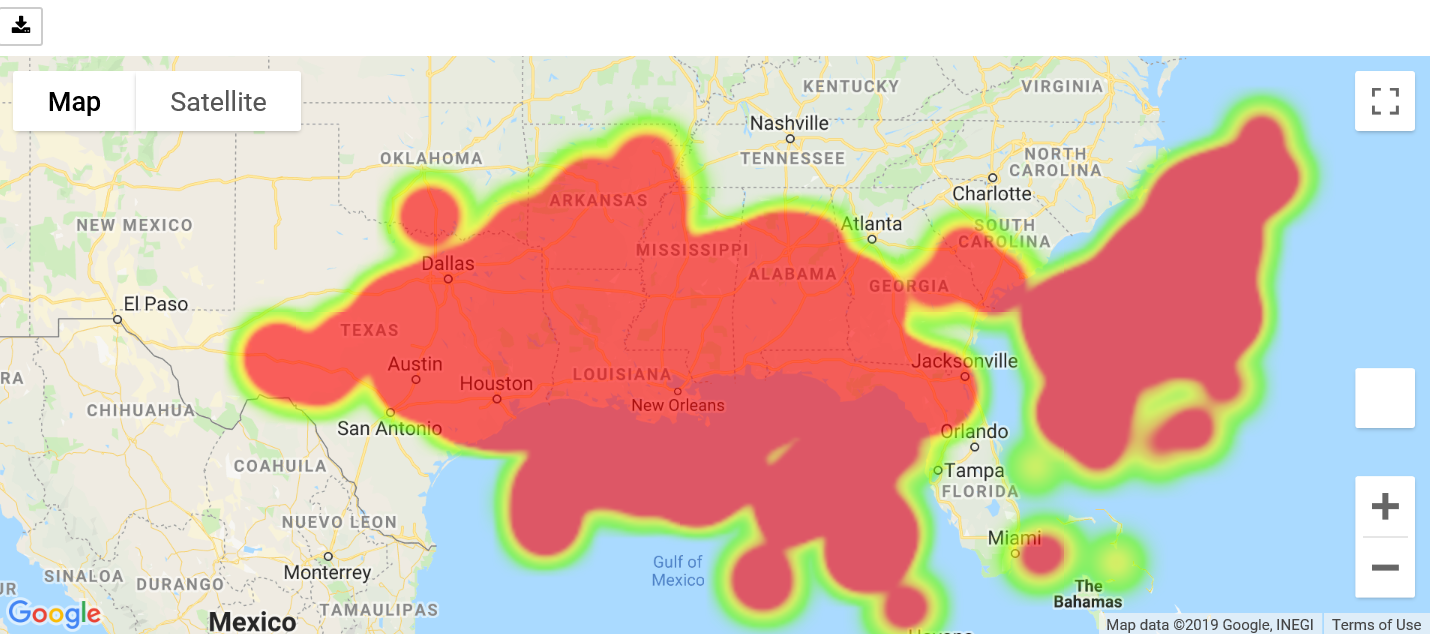 Map Satellite
KENTUCKY
VIRGINIA
Nashville
OKLAHOMA
TENNESSEE
NORTH
CAROLINA
Charlotte
ARKANSAS
NEW MEXICO
Atlanta
SOUTH
CAROLINA
MISSISSIPPI
Dallas
ALABAMA
GEORGIA
El Paso
TEXAS
Jacksonville
Austin
LOUISIANA
Houston
RA
New Orleans
CHIHUAHUA
San Antonio
Orlando
COAHUILA
Tampa
FLORIDA
NUEVO LEON
Miami
Gulf of
Mexico
Monterrey
SINALOA
DURANGO
UR
The
Bahamas
TAMAULIPAS
Google
Mexico
Map data ©2019 Google, INEGI Terms of Use